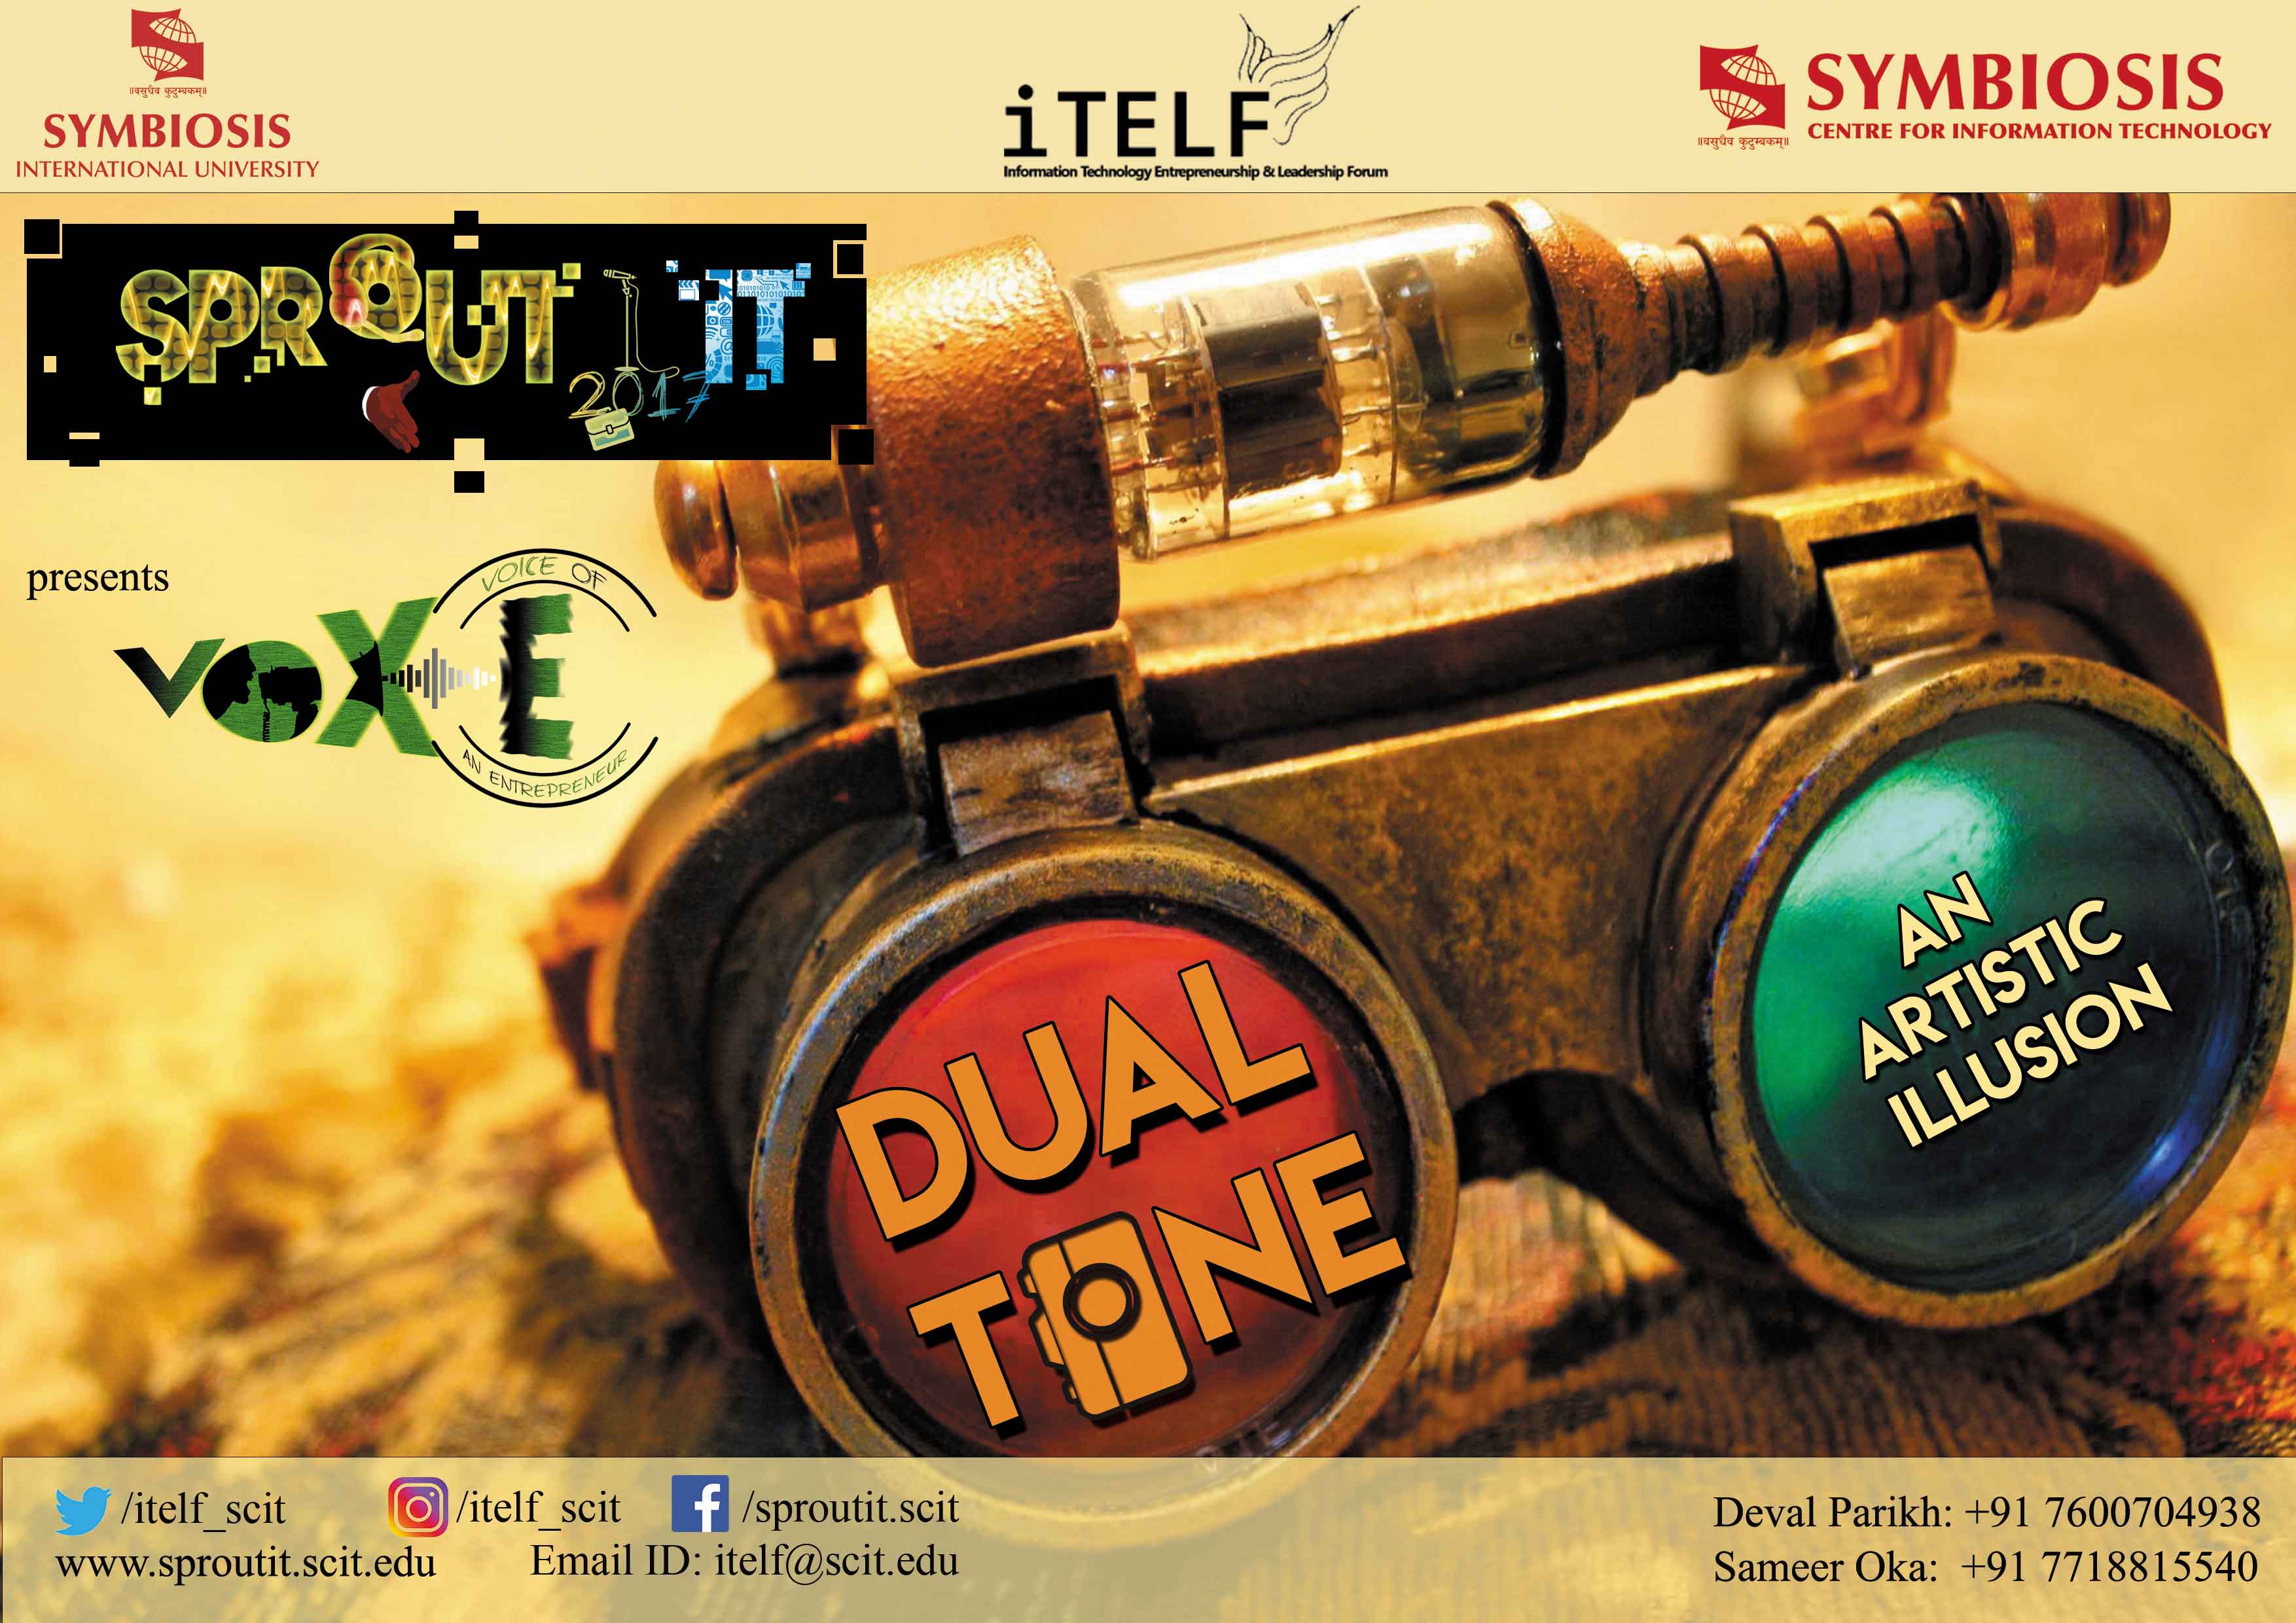 ॥वसुधैव कुटुम्बकम्॥
SYMBIOSIS
INTERNATIONAL UNIVERSITY
iTELF
Information Technology Entrepreneurship & Leadership Forum
॥वसुधैव कुटुम्बकम्॥
SYMBIOSIS
CENTRE FOR INFORMATION TECHNOLOGY
SPROUT IT
2017
presents
VOICE OF
VOXE
AN ENTREPRENEUR
DUAL
TONE
AN
ARTISTIC
ILLUSION
/itelf_scit
/itelf_scit
/sproutit.scit
www.sproutit.scit.edu
Email ID: itelf@scit.edu
Deval Parikh: +91 7600704938
Sameer Oka: +91 7718815540